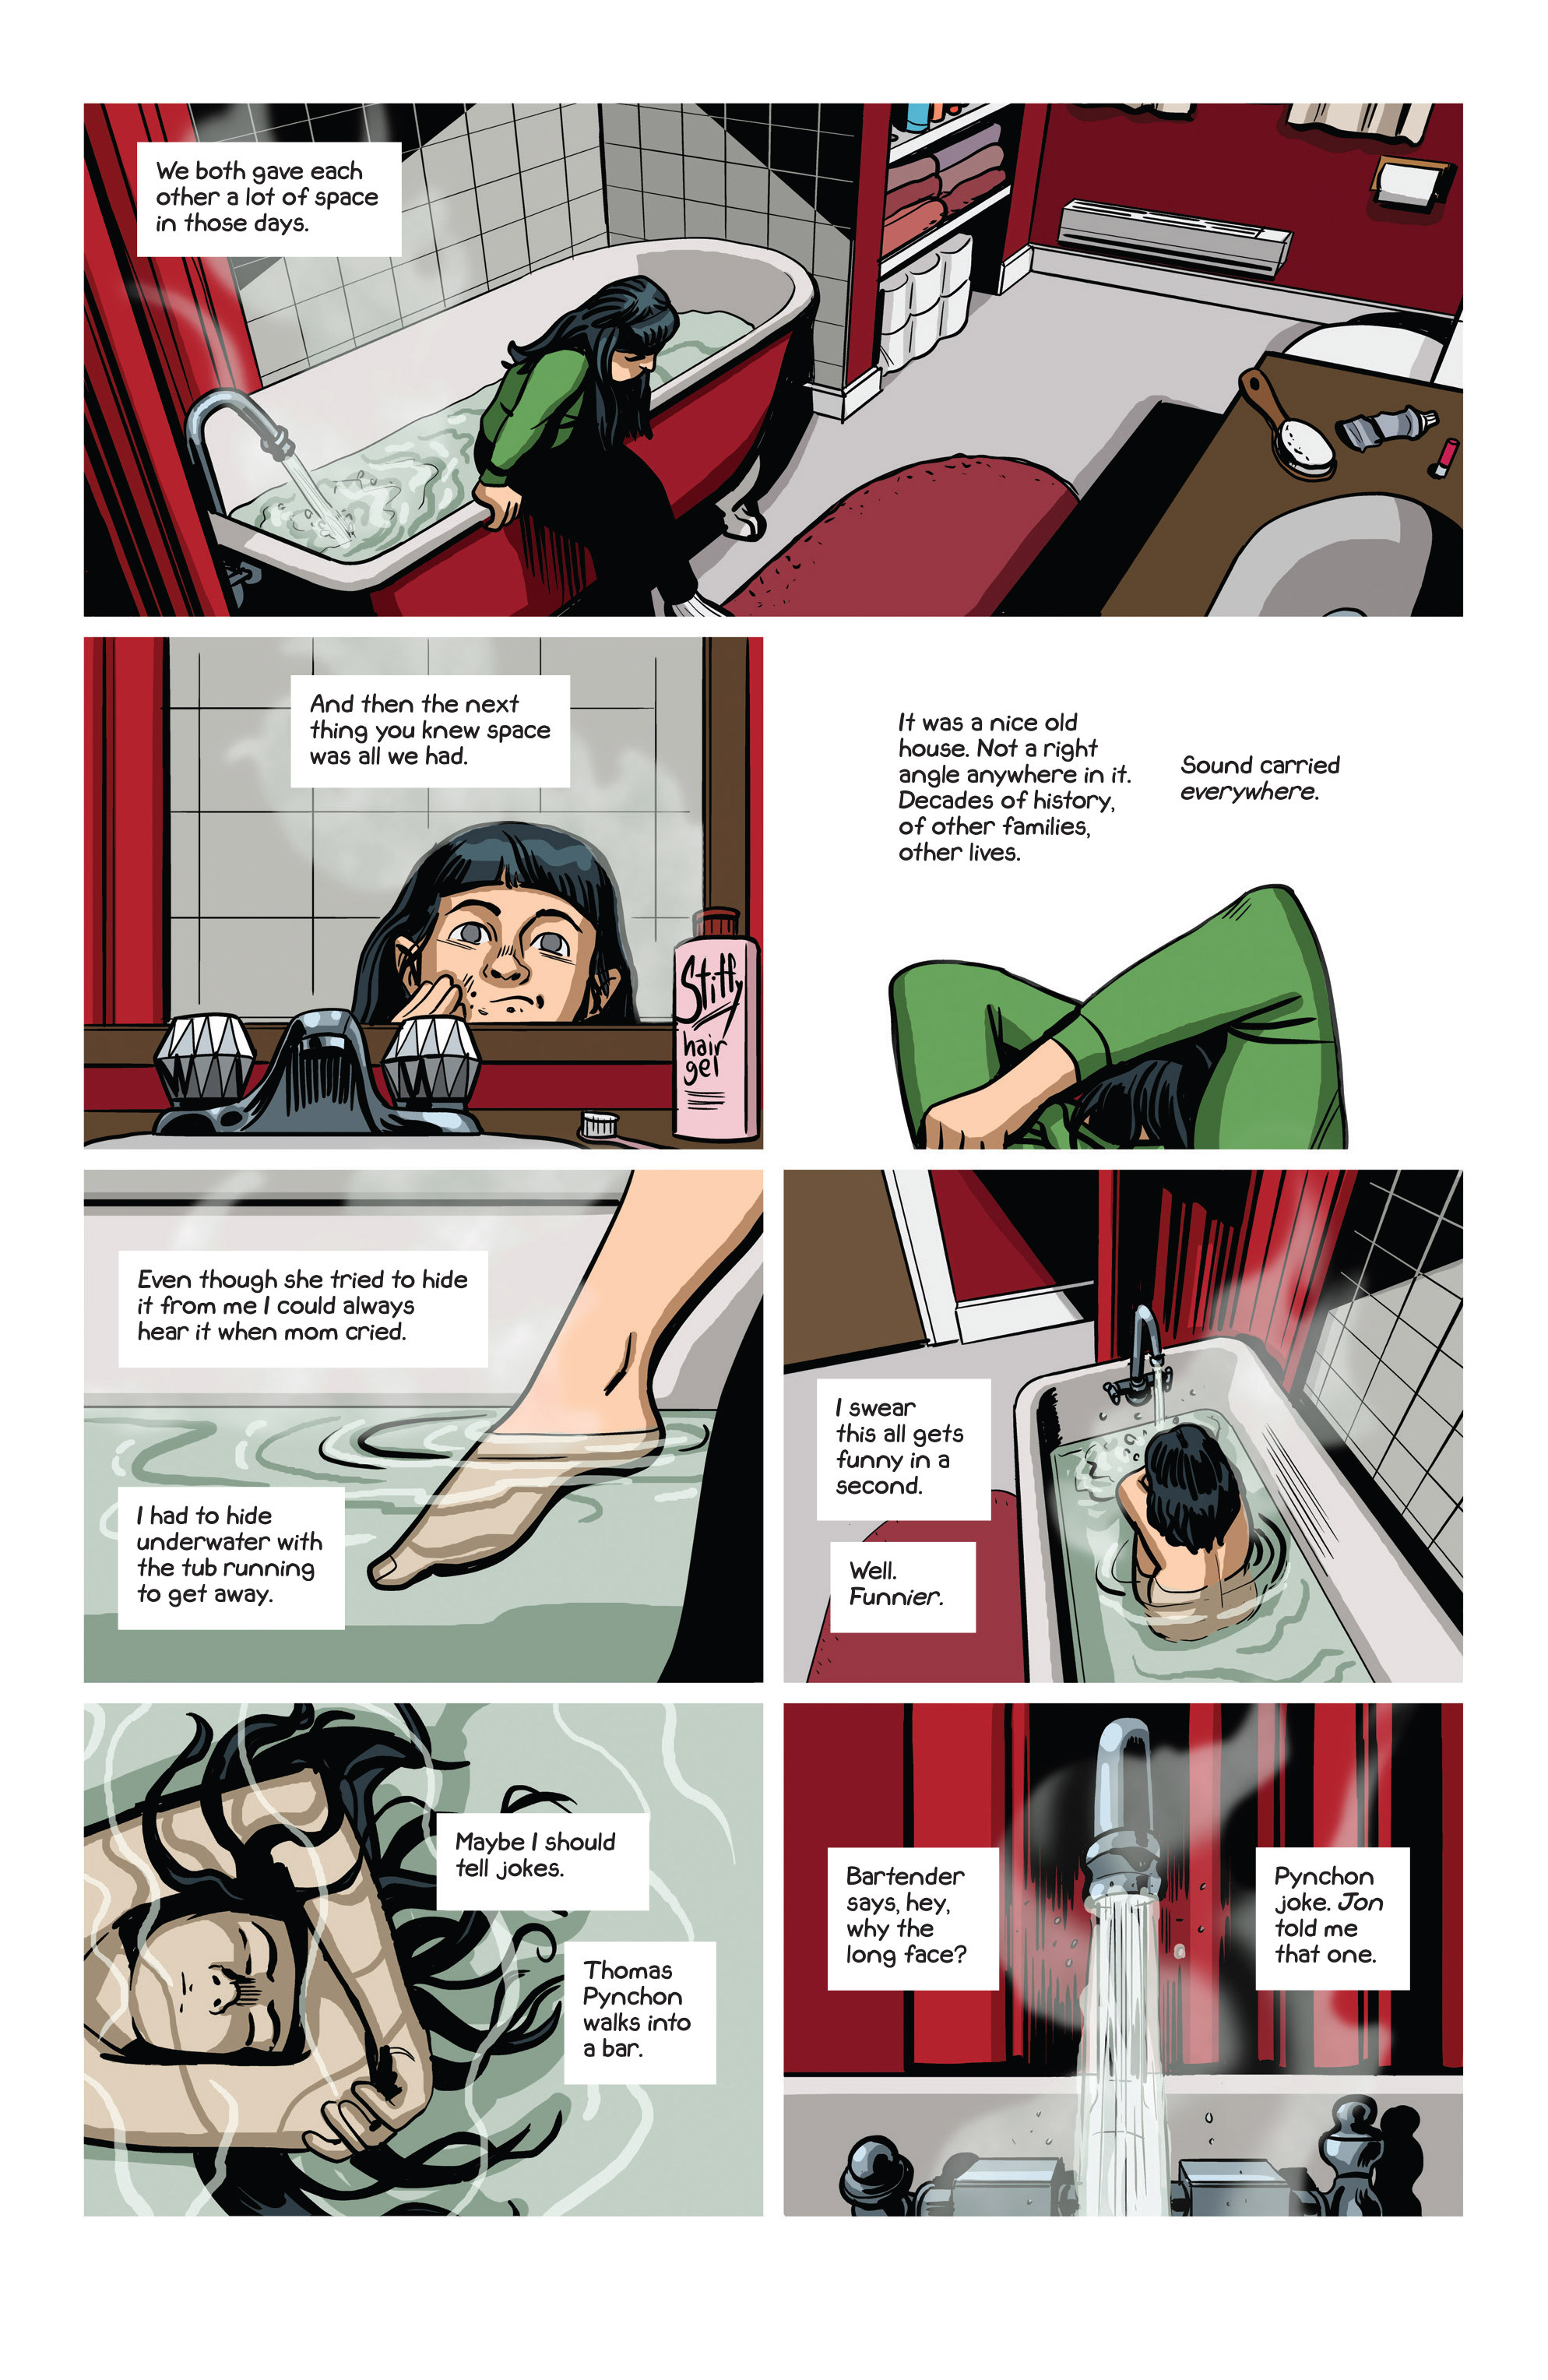 We both gave each
other a lot of space
in those days.
And then the next
thing you knew space
was all we had.
Stiffy
hair
gel
It was a nice old
house. Not a right
angle anywhere in it.
Decades of history,
of other families,
other lives.
Sound carried
everywhere.
Even though she tried to hide
it from me I could always
hear it when mom cried.
I had to hide
underwater with
the tub running
to get away.
I swear
this all gets
funny in a
second.
Well.
Funnier.
Maybe I should
tell jokes.
Thomas
Pynchon
walks into
a bar.
Bartender
says, hey,
why the
long face?
Pynchon
joke. Jon
told me
that one.